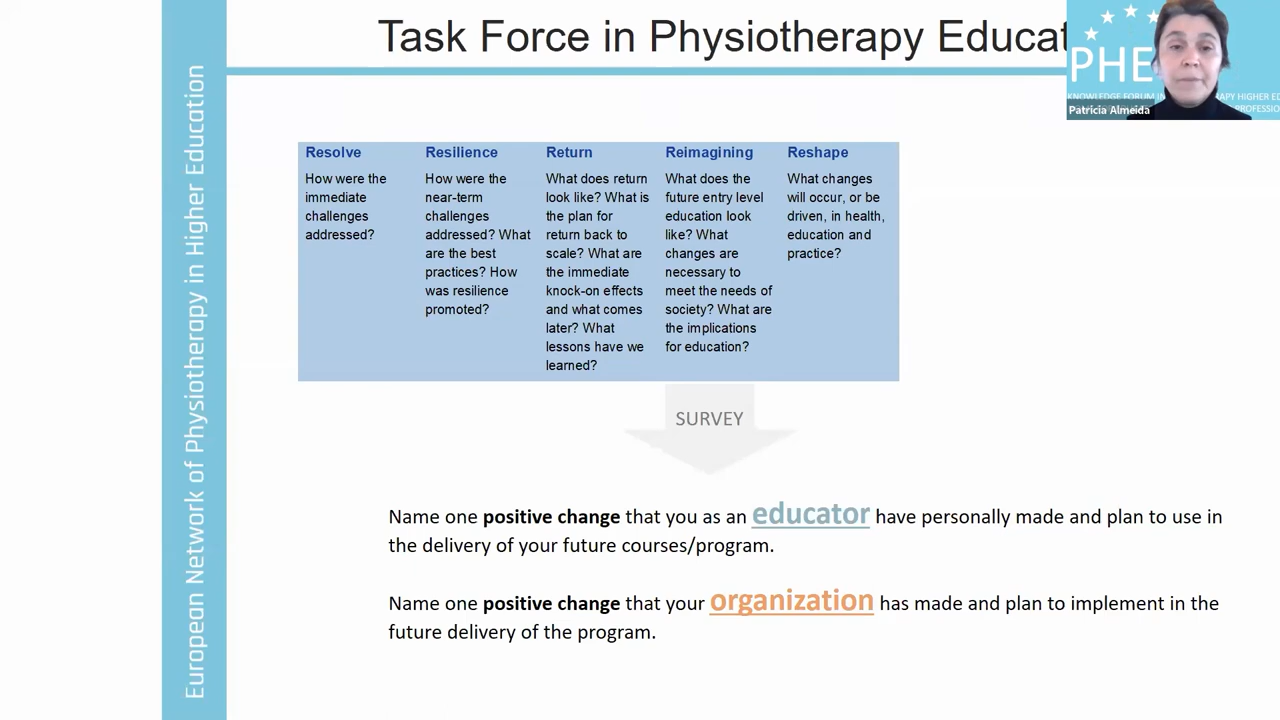 Task Force in Physiotherapy Educat
PHE
KNOWLEDGE FORUM IN
RAPY HIGHER ED
PROFESSIO
Patricia Almeida
European Network of Physiotherapy in Higher Education
Resolve
How were the
immediate
challenges
addressed?
Resilience
How were the
near-term
challenges
addressed? What
are the best
practices? How
was resilience
promoted?
Return
What does return
look like? What is
the plan for
return back to
scale? What are
the immediate
knock-on effects
and what comes
later? What
lessons have we
learned?
Reimagining
What does the
future entry level
education look
like? What
changes are
necessary to
meet the needs of
society? What are
the implications
for education?
Reshape
What changes
will occur, or be
driven, in health,
education and
practice?
SURVEY
Name one positive change that you as an educator have personally made and plan to use in
the delivery of your future courses/program.
Name one positive change that your organization has made and plan to implement in the
future delivery of the program.